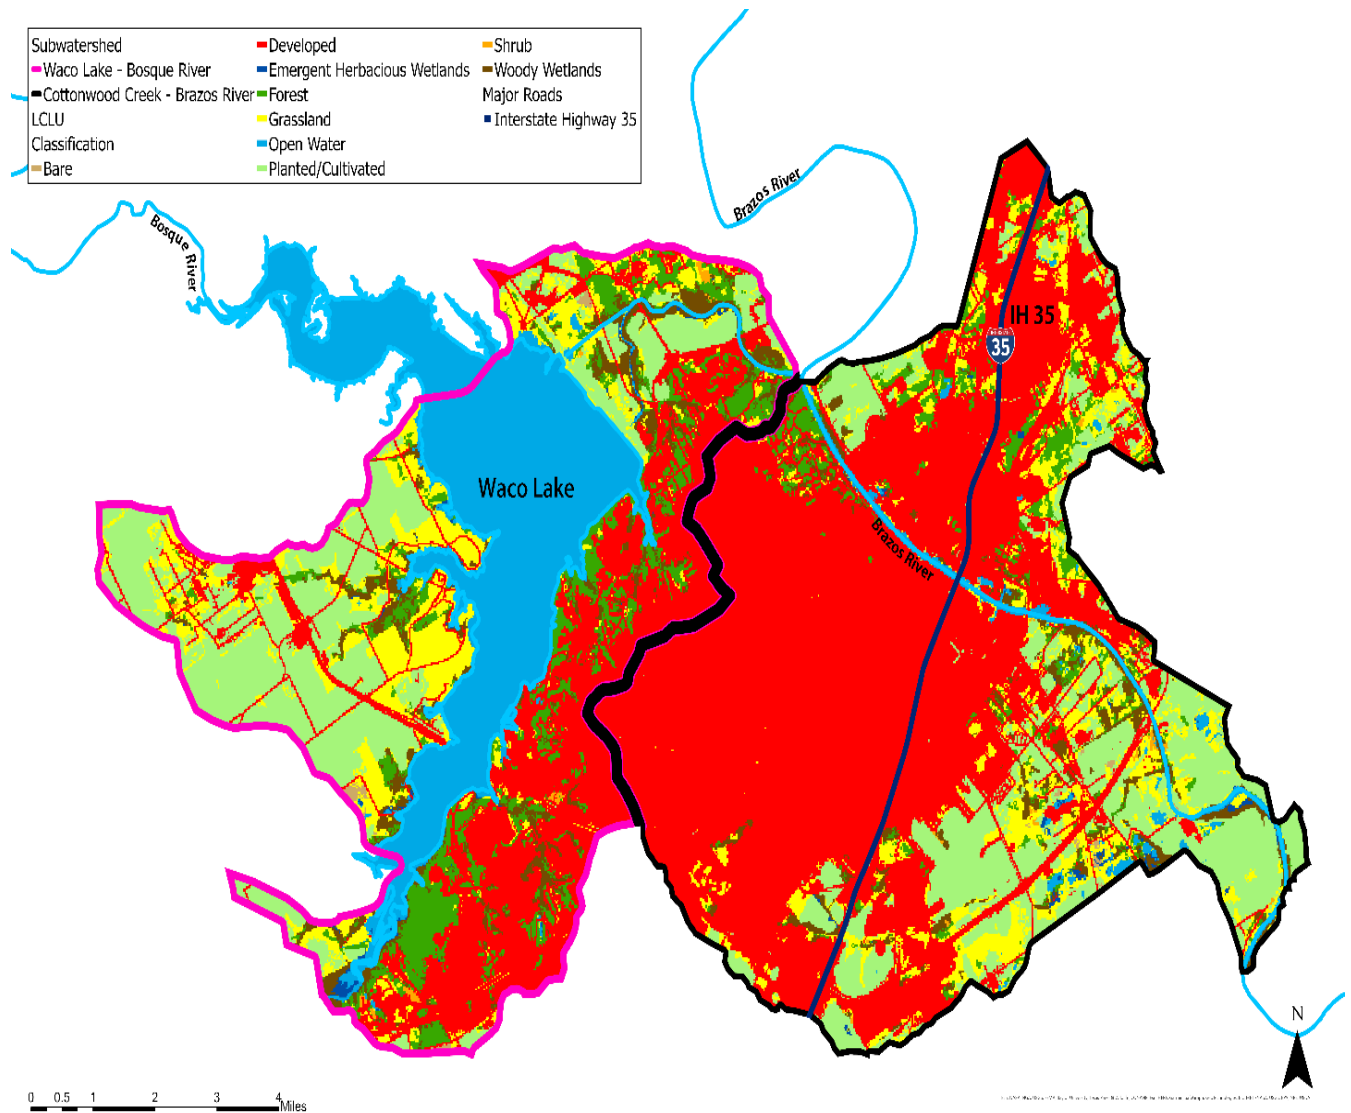 Subwatershed
Waco Lake - Bosque River
Cottonwood Creek - Brazos River
LCLU
Classification
Bare
Developed
Emergent Herbacious Wetlands
Forest
Grassland
Open Water
Planted/Cultivated
Shrub
Woody Wetlands
Major Roads
Interstate Highway 35
Bosque River
Brazos River
IH 35
35
Waco Lake
Brazos River
N
0 0.5 1 2 3 4 Miles